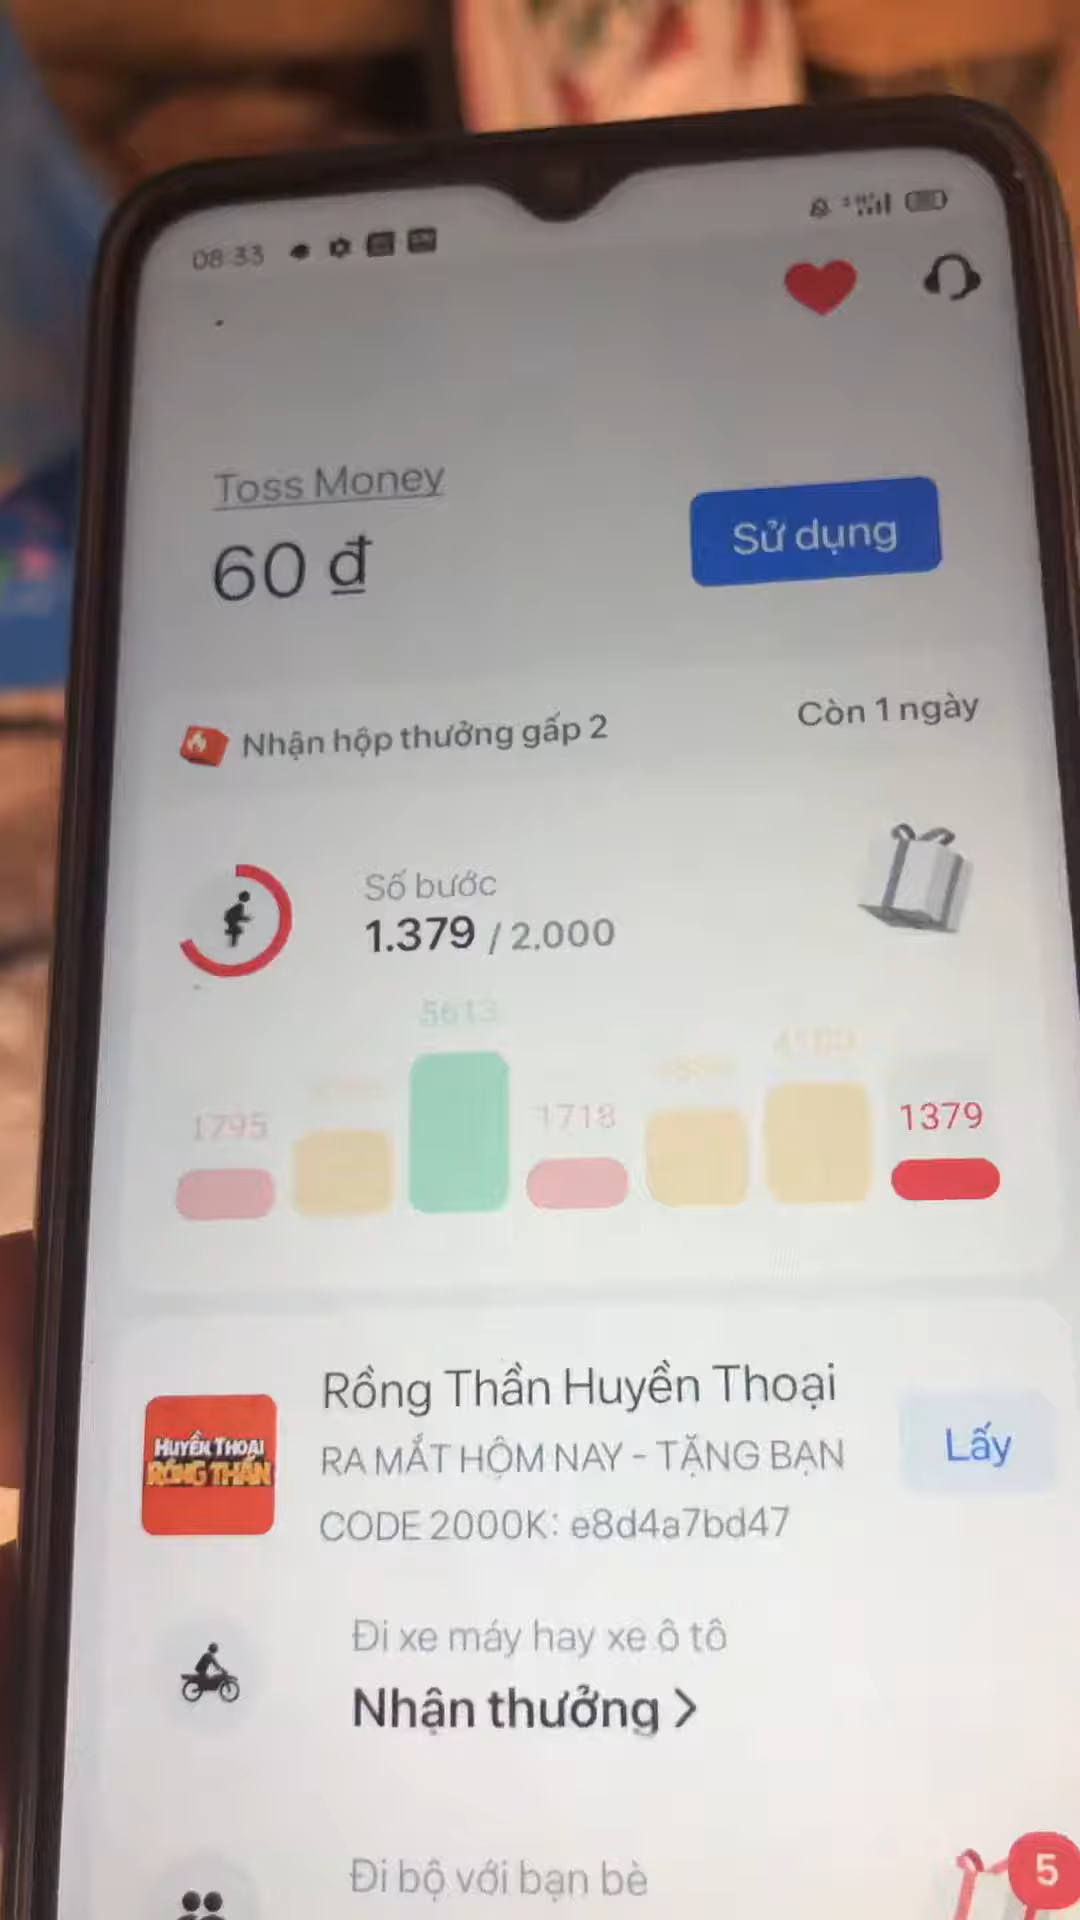 08:33
Toss Money
60 đ
Sử dụng
Nhận hộp thưởng gấp 2
Còn 1 ngày
Số bước
1.379 / 2.000
5613
1795
1718
1379
Rồng Thần Huyền Thoại
HUYỀN THOẠI
RỒNG THẦN
RA MẮT HÔM NAY - TẶNG BẠN
CODE 2000K: e8d4a7bd47
Lấy
Đi xe máy hay xe ô tô
Nhận thưởng >
Đi bộ với bạn bè
5